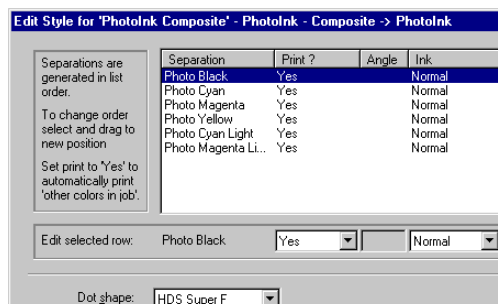 Edit Style for 'PhotoInk Composite' - PhotoInk - Composite -> PhotoInk
Separations are
generated in list
order.
To change order
select and drag to
new position
Set print to 'Yes' to
automatically print
'other colors in job'.
Separation Print ? Angle Ink
Photo Black Yes Normal
Photo Cyan Yes Normal
Photo Magenta Yes Normal
Photo Yellow Yes Normal
Photo Cyan Light Yes Normal
Photo Magenta Li... Yes Normal
Edit selected row: Photo Black Yes Normal
Dot shape: HDS Super F